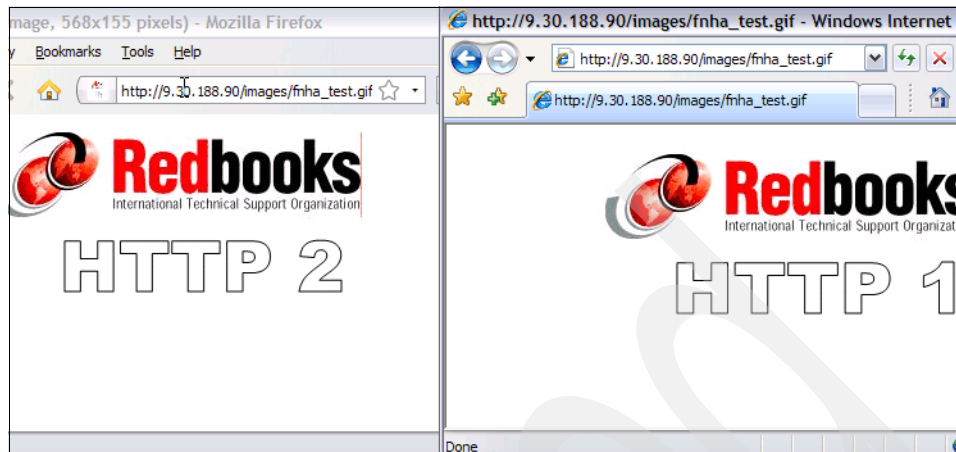 mage, 568x155 pixels) - Mozilla Firefox
y Bookmarks Tools Help
http://9.30.188.90/images/fnha_test.gif
Redbooks
International Technical Support Organization
HTTP 2
http://9.30.188.90/images/fnha_test.gif - Windows Internet
http://9.30.188.90/images/fnha_test.gif
http://9.30.188.90/images/fnha_test.gif
Redbooks
International Technical Support Organizat
HTTP 1
Done